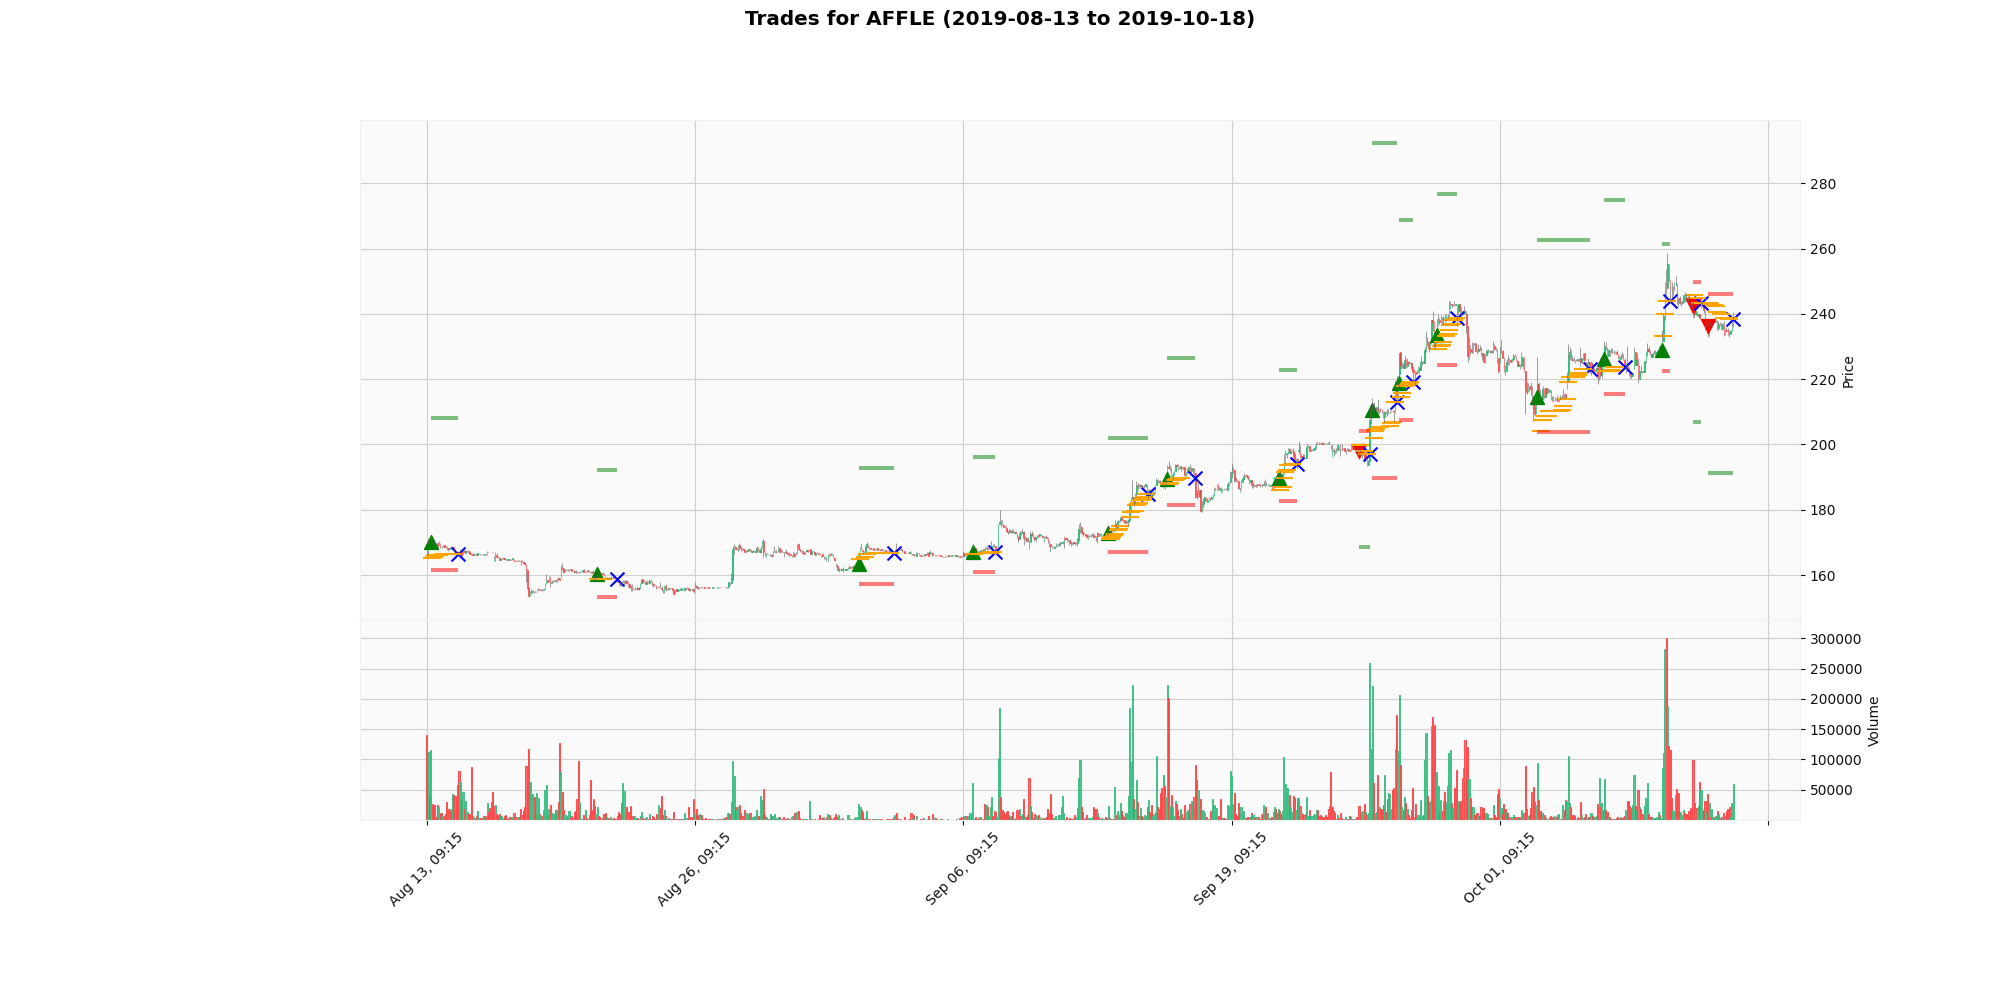 Trades for AFFLE (2019-08-13 to 2019-10-18)
280
260
240
220
200
180
160
Price
300000
250000
200000
150000
100000
50000
Volume
Aug 13, 09:15
Aug 26, 09:15
Sep 06, 09:15
Sep 19, 09:15
Oct 01, 09:15